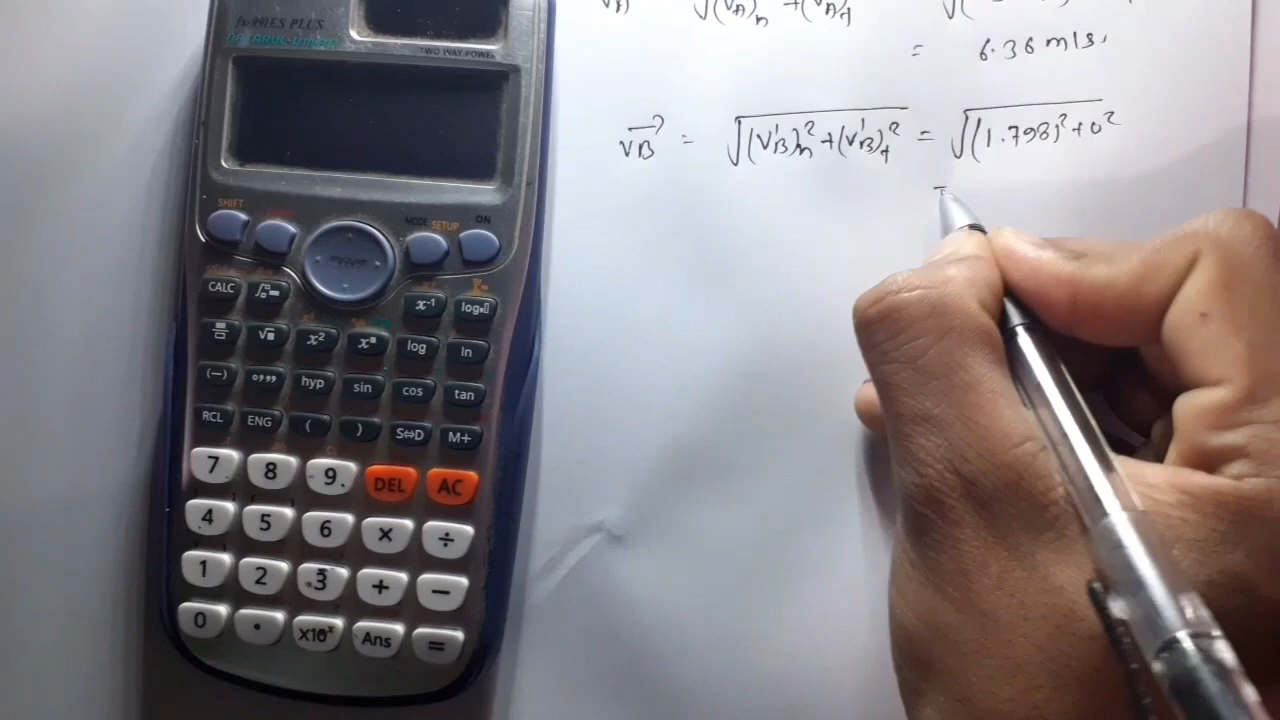 fx-991ES PLUS
TWO WAY POWER
= 6.36 m/s.
VB = √(V'B)n² + (V'B)t² = √(1.798)² + 0²
SHIFT MODE SETUP ON
CALC x⁻¹ log
√ x² log ln
(−) °'" hyp sin cos tan
RCL ENG ( ) S⇔D M+
7 8 9 DEL AC
4 5 6 × ÷
1 2 3 + −
0 . ×10ˣ Ans =